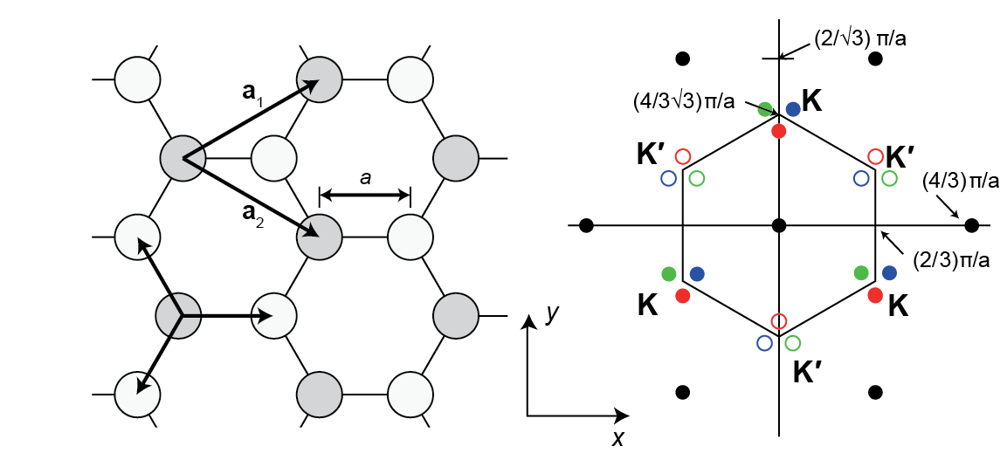 a₁
a
a₂
y
x
(2/√3) π/a
(4/3√3) π/a
K
K′
K′
(4/3) π/a
(2/3) π/a
K
K
K′